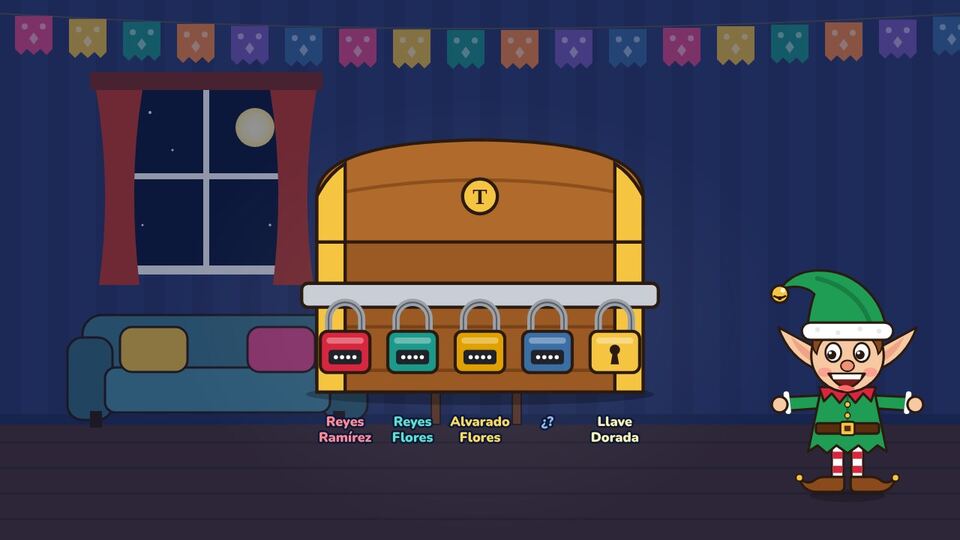 T
Reyes
Ramírez
Reyes
Flores
Alvarado
Flores
¿?
Llave
Dorada